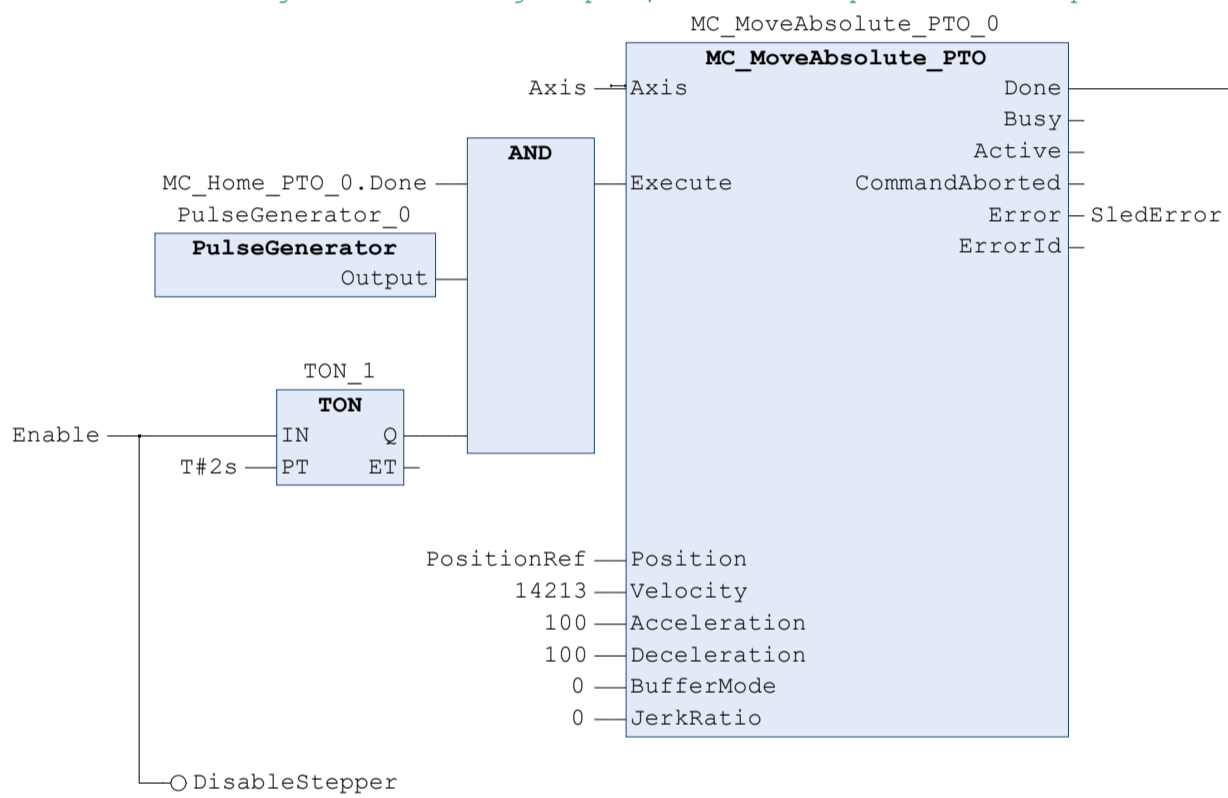 MC_MoveAbsolute_PTO_0
MC_MoveAbsolute_PTO
Axis Axis Done
Busy
AND Active
MC_Home_PTO_0.Done Execute CommandAborted
PulseGenerator_0 Error SledError
PulseGenerator ErrorId
Output
TON_1
TON
Enable IN Q
T#2s PT ET
PositionRef Position
14213 Velocity
100 Acceleration
100 Deceleration
0 BufferMode
0 JerkRatio
DisableStepper